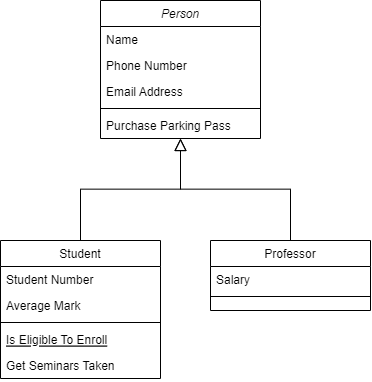 Person
Name
Phone Number
Email Address
Purchase Parking Pass
Student
Student Number
Average Mark
Is Eligible To Enroll
Get Seminars Taken
Professor
Salary